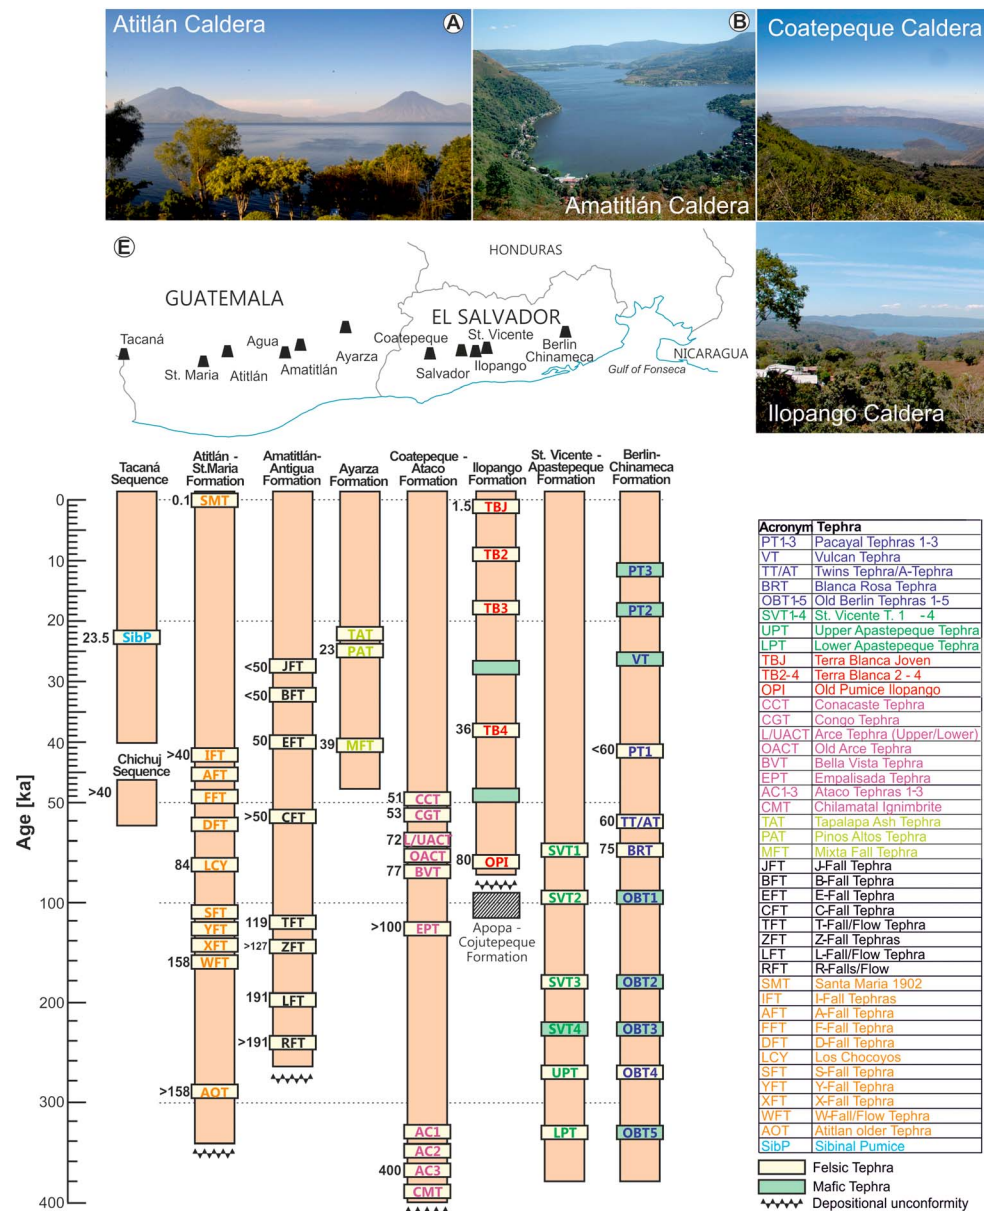 Atitlán Caldera
A
B
Amatitlán Caldera
Coatepeque Caldera
Ilopango Caldera
E
HONDURAS
GUATEMALA
EL SALVADOR
NICARAGUA
Gulf of Fonseca
Tacaná
St. Maria
Atitlán
Agua
Amatitlán
Ayarza
Coatepeque
Salvador
St. Vicente
Ilopango
Berlin
Chinameca
Age [ka]
0
10
20
30
40
50
100
200
300
400
Tacaná
Sequence
23.5 SibP
Chichuj
Sequence
>40
Atitlán -
St.Maria
Formation
0.1 SMT
>40 IFT
AFT
FFT
DFT
84 LCY
SFT
YFT
XFT
158 WFT
>158 AOT
Amatitlán-
Antigua
Formation
<50 JFT
<50 BFT
50 EFT
>50 CFT
119 TFT
>127 ZFT
191 LFT
>191 RFT
Ayarza
Formation
TAT
23 PAT
39 MFT
Coatepeque -
Ataco
Formation
51 CCT
53 CGT
72 L/UACT
OACT
77 BVT
>100 EPT
AC1
AC2
400 AC3
CMT
Ilopango
Formation
1.5 TBJ
TB2
TB3
36 TB4
80 OPI
Apopa -
Cojutepeque
Formation
St. Vicente -
Apastepeque
Formation
SVT1
SVT2
SVT3
SVT4
UPT
LPT
Berlin-
Chinameca
Formation
PT3
PT2
VT
<60 PT1
60 TT/AT
75 BRT
OBT1
OBT2
OBT3
OBT4
OBT5
Acronym Tephra
PT1-3 Pacayal Tephras 1-3
VT Vulcan Tephra
TT/AT Twins Tephra/A-Tephra
BRT Blanca Rosa Tephra
OBT1-5 Old Berlin Tephras 1-5
SVT1-4 St. Vicente T. 1 -4
UPT Upper Apastepeque Tephra
LPT Lower Apastepeque Tephra
TBJ Terra Blanca Joven
TB2-4 Terra Blanca 2 - 4
OPI Old Pumice Ilopango
CCT Conacaste Tephra
CGT Congo Tephra
L/UACT Arce Tephra (Upper/Lower)
OACT Old Arce Tephra
BVT Bella Vista Tephra
EPT Empalisada Tephra
AC1-3 Ataco Tephras 1-3
CMT Chilamatal Ignimbrite
TAT Tapalapa Ash Tephra
PAT Pinos Altos Tephra
MFT Mixta Fall Tephra
JFT J-Fall Tephra
BFT B-Fall Tephra
EFT E-Fall Tephra
CFT C-Fall Tephra
TFT T-Fall/Flow Tephra
ZFT Z-Fall Tephras
LFT L-Fall/Flow Tephra
RFT R-Falls/Flow
SMT Santa Maria 1902
IFT I-Fall Tephras
AFT A-Fall Tephra
FFT F-Fall Tephra
DFT D-Fall Tephra
LCY Los Chocoyos
SFT S-Fall Tephra
YFT Y-Fall Tephra
XFT X-Fall Tephra
WFT W-Fall/Flow Tephra
AOT Atitlan older Tephra
SibP Sibinal Pumice
Felsic Tephra
Mafic Tephra
Depositional unconformity